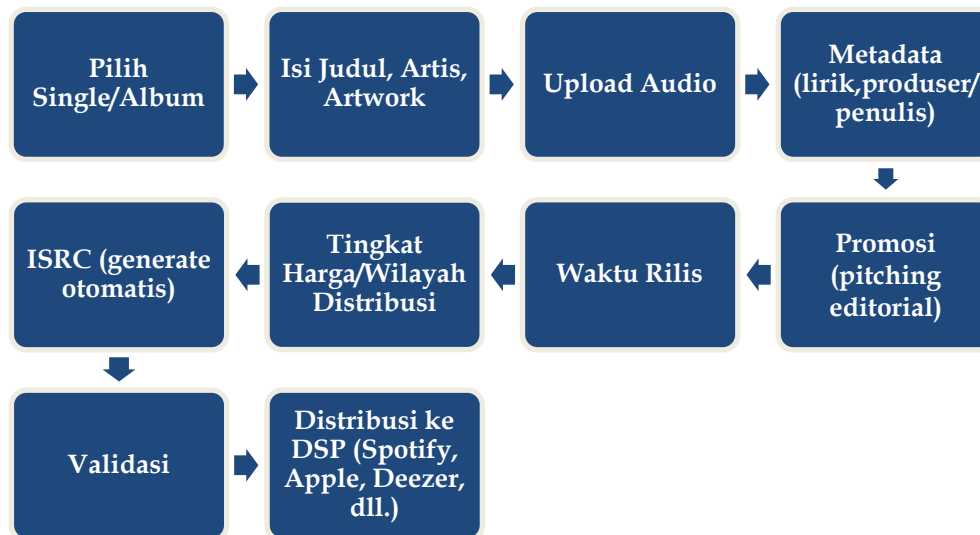 Pilih
Single/Album
Isi Judul, Artis,
Artwork
Upload Audio
Metadata
(lirik,produser/
penulis)
Promosi
(pitching
editorial)
Waktu Rilis
Tingkat
Harga/Wilayah
Distribusi
ISRC (generate
otomatis)
Validasi
Distribusi ke
DSP (Spotify,
Apple, Deezer,
dll.)